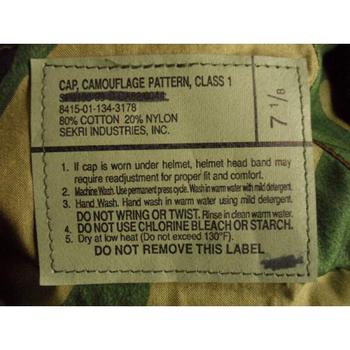 CAP, CAMOUFLAGE PATTERN, CLASS 1
8415-01-134-3178
80% COTTON 20% NYLON
SEKRI INDUSTRIES, INC.
7 1/8
1. If cap is worn under helmet, helmet head band may
require readjustment for proper fit and comfort.
2. Machine Wash. Use permanent press cycle. Wash in warm water with mild detergent.
3. Hand Wash. Hand wash in warm water using mild detergent.
DO NOT WRING OR TWIST. Rinse in clean warm water.
4. DO NOT USE CHLORINE BLEACH OR STARCH.
5. Dry at low heat (Do not exceed 130°F).
DO NOT REMOVE THIS LABEL